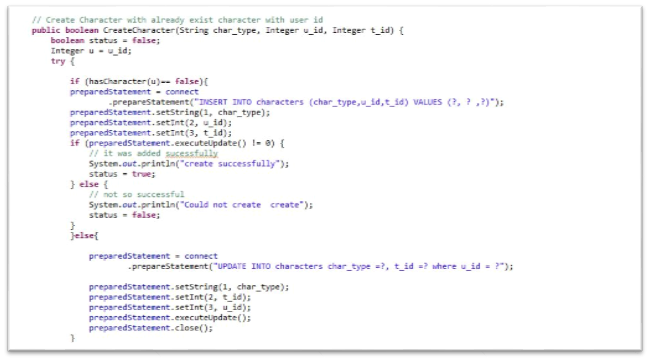 // Create Character with already exist character with user id
public boolean CreateCharacter(String char_type, Integer u_id, Integer t_id) {
boolean status = false;
Integer u = u_id;
try {
if (hasCharacter(u)== false){
preparedStatement = connect
.prepareStatement("INSERT INTO characters (char_type,u_id,t_id) VALUES (?, ? ,?)");
preparedStatement.setString(1, char_type);
preparedStatement.setInt(2, u_id);
preparedStatement.setInt(3, t_id);
if (preparedStatement.executeUpdate() != 0) {
// it was added sucessfully
System.out.println("create successfully");
status = true;
} else {
// not so successful
System.out.println("Could not create  create");
status = false;
}
}else{
preparedStatement = connect
.prepareStatement("UPDATE INTO characters char_type =?, t_id =? where u_id = ?");
preparedStatement.setString(1, char_type);
preparedStatement.setInt(2, t_id);
preparedStatement.setInt(3, u_id);
preparedStatement.executeUpdate();
preparedStatement.close();
}